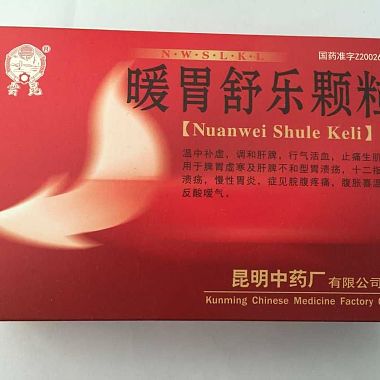 N·W·S·L·K·L
国药准字Z2002
暖胃舒乐颗粒
【Nuanwei Shule Keli】
温中补虚，调和肝脾，行气活血，止痛生肌
用于脾胃虚寒及肝脾不和型胃溃疡，十二指
溃疡，慢性胃炎，症见脘腹疼痛，腹胀喜温
反酸嗳气。
昆明中药厂有限公司
Kunming Chinese Medicine Factory